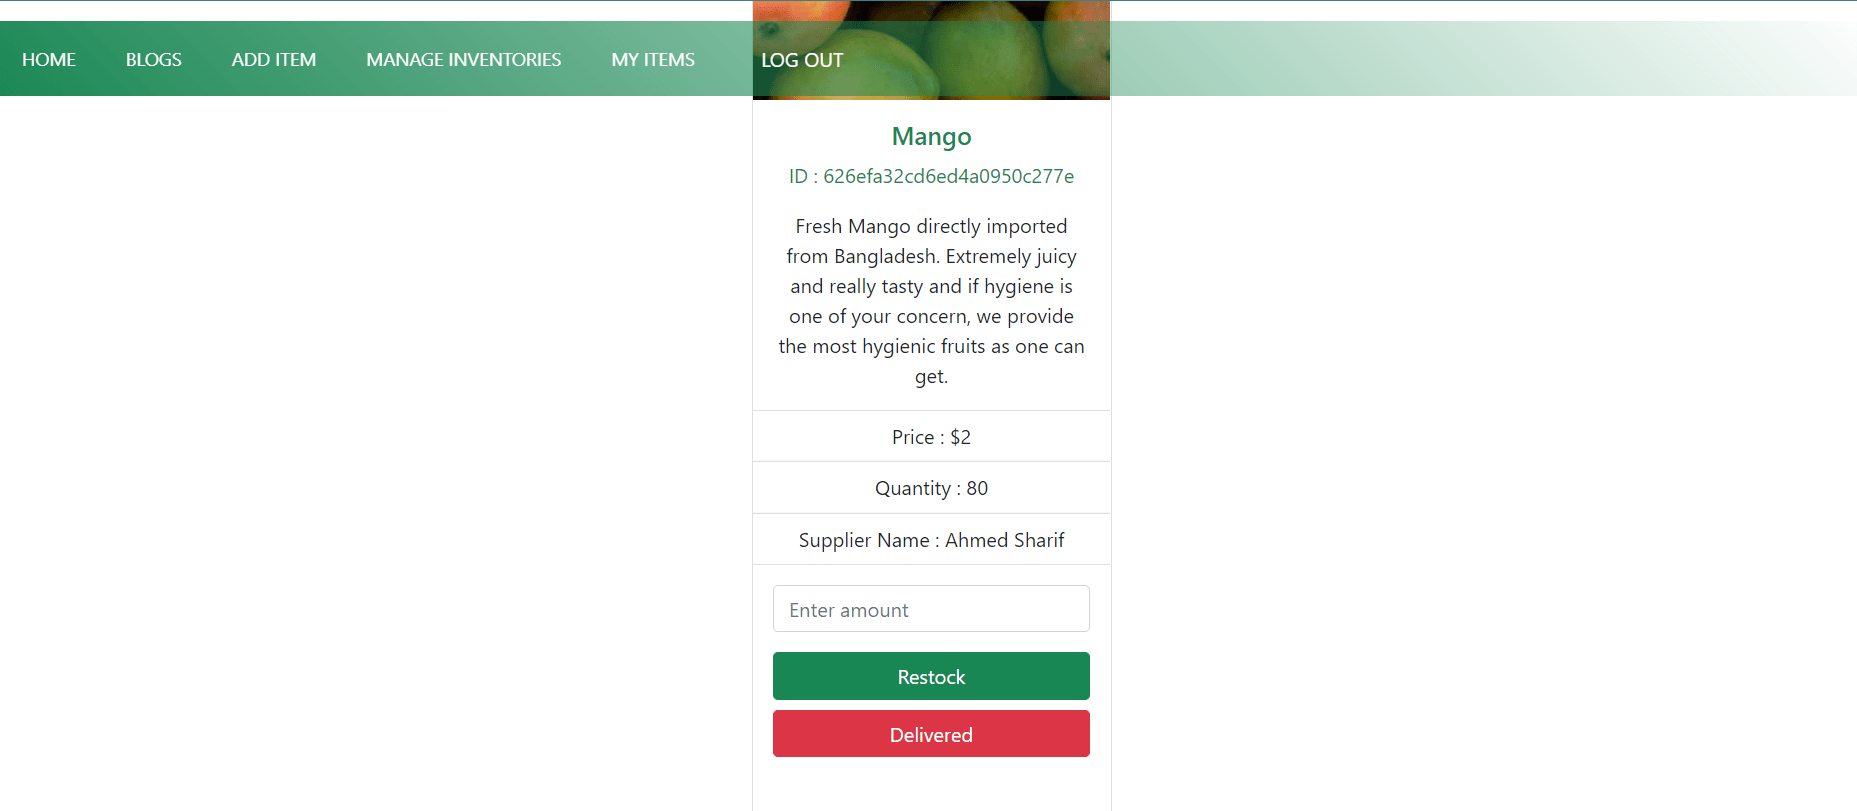 HOME BLOGS ADD ITEM MANAGE INVENTORIES MY ITEMS LOG OUT
Mango
ID : 626efa32cd6ed4a0950c277e
Fresh Mango directly imported
from Bangladesh. Extremely juicy
and really tasty and if hygiene is
one of your concern, we provide
the most hygienic fruits as one can
get.
Price : $2
Quantity : 80
Supplier Name : Ahmed Sharif
Enter amount
Restock
Delivered